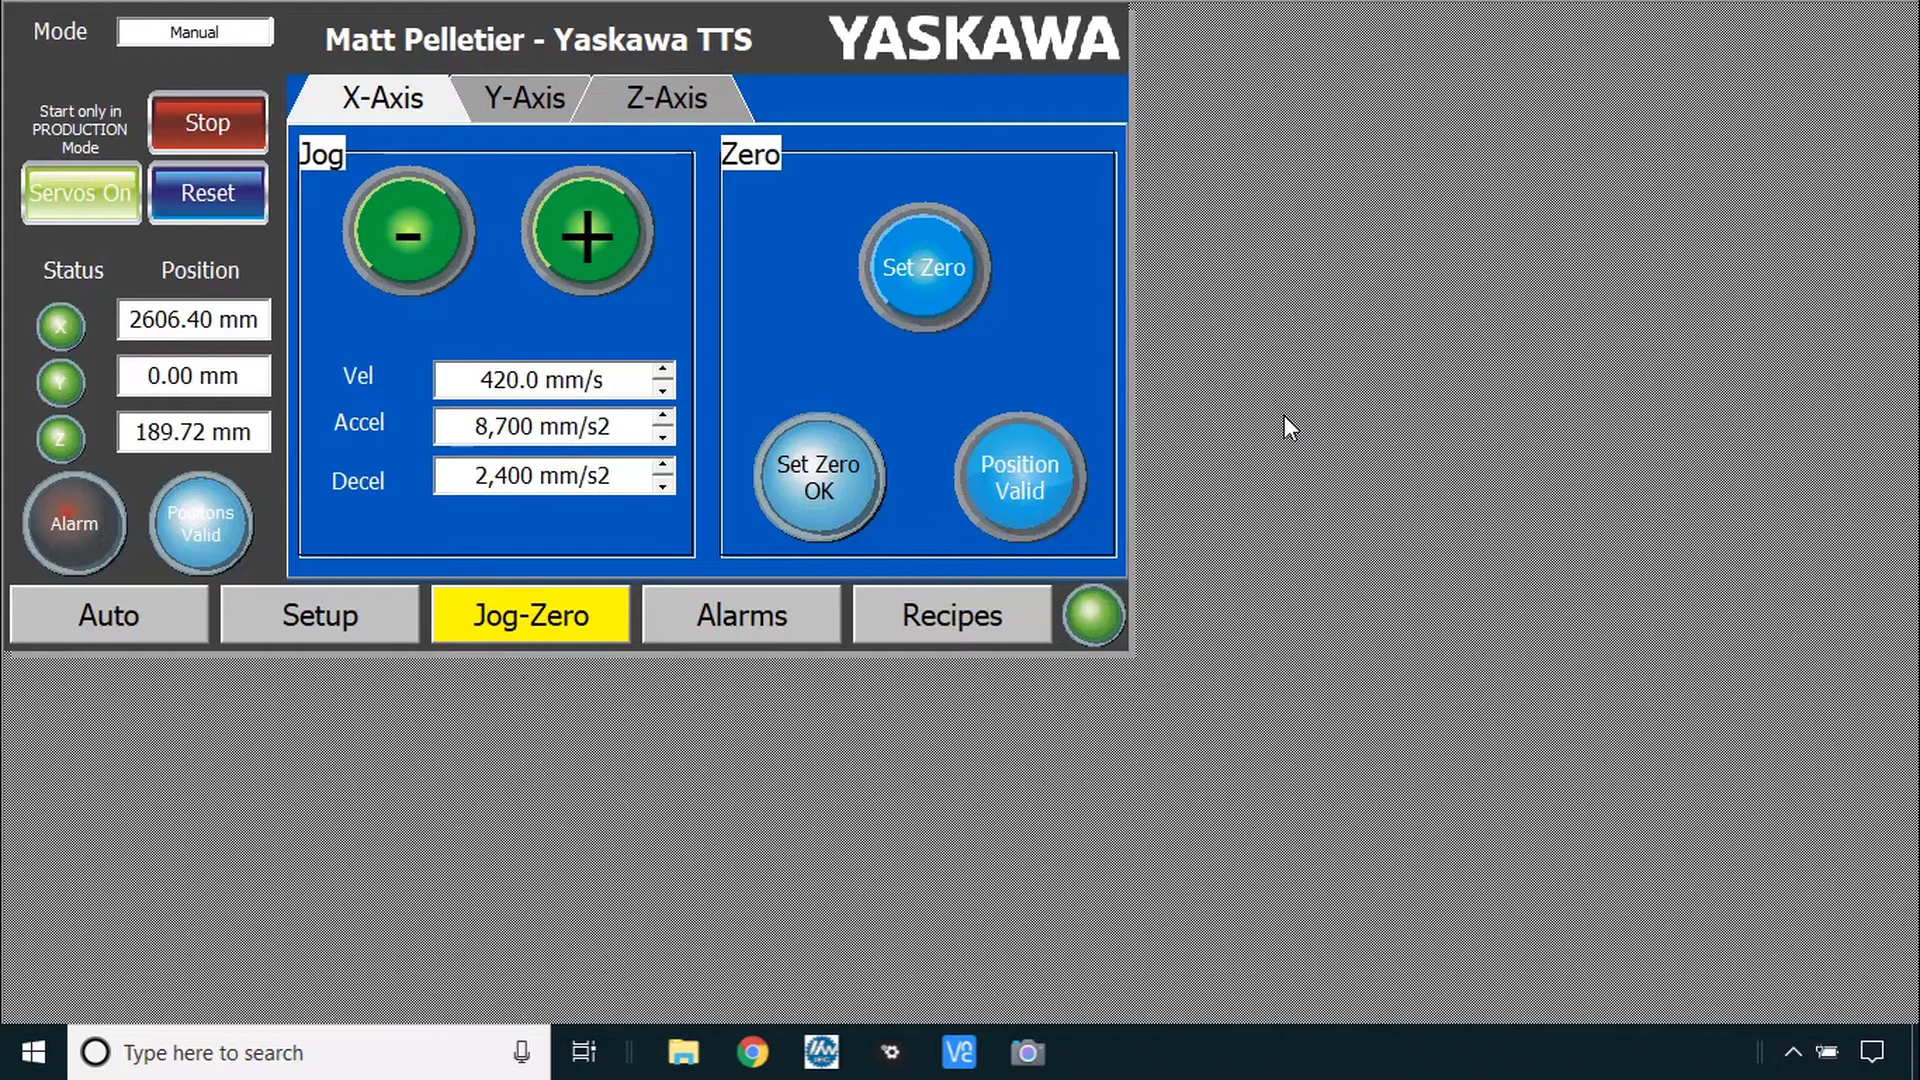 Mode
Manual
Matt Pelletier - Yaskawa TTS
YASKAWA
X-Axis
Y-Axis
Z-Axis
Start only in
PRODUCTION
Mode
Stop
Servos On
Reset
Status
Position
X
2606.40 mm
Y
0.00 mm
Z
189.72 mm
Alarm
Positons
Valid
Jog
-
+
Vel
420.0 mm/s
Accel
8,700 mm/s2
Decel
2,400 mm/s2
Zero
Set Zero
Set Zero
OK
Position
Valid
Auto
Setup
Jog-Zero
Alarms
Recipes
Type here to search